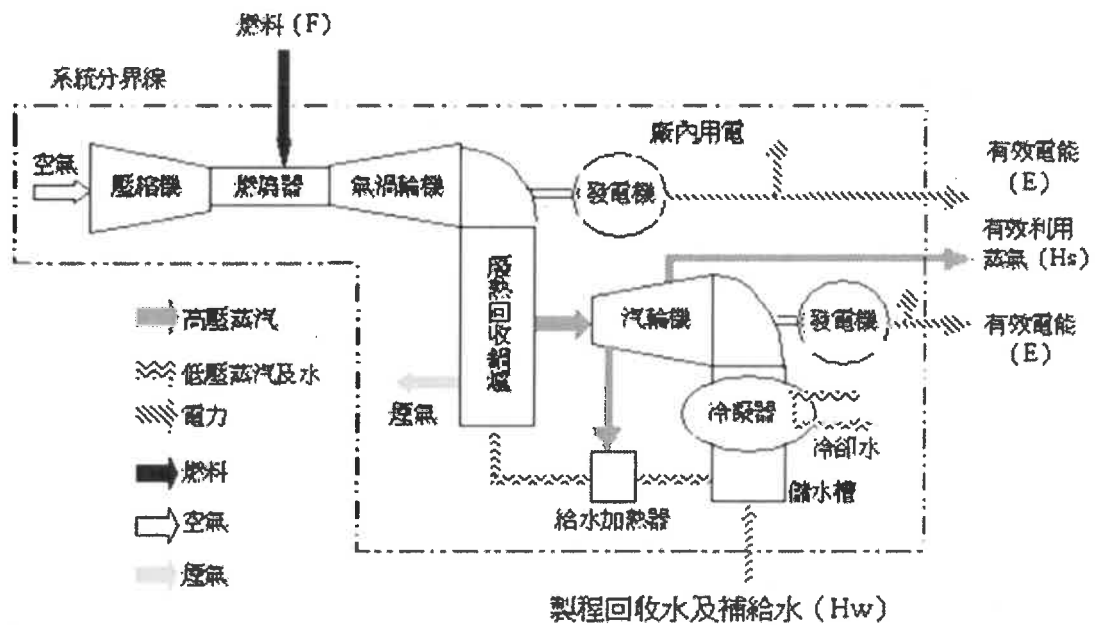 燃料（F）
系統分界線
廠內用電
空氣
壓縮機
燃燒器
氣渦輪機
發電機
有效電能
（E）
有效利用
蒸氣（Hs）
廢熱回收鍋爐
汽輪機
發電機
有效電能
（E）
高壓蒸汽
低壓蒸汽及水
電力
燃料
空氣
煙氣
煙氣
冷凝器
冷卻水
儲水槽
給水加熱器
製程回收水及補給水（Hw）